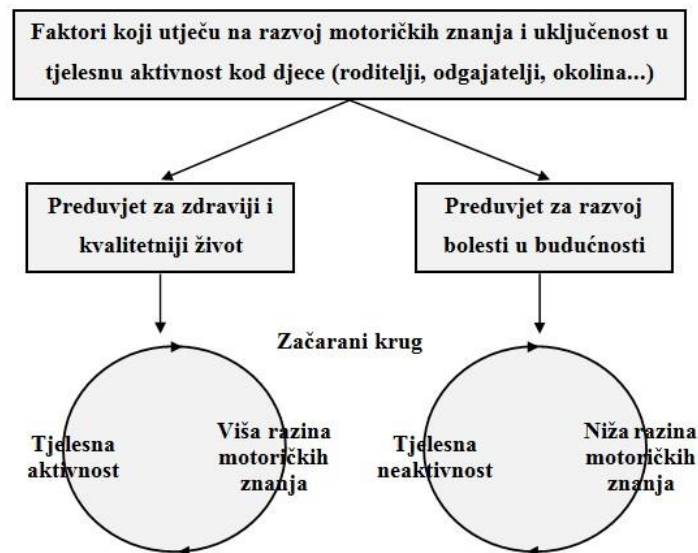 Faktori koji utječu na razvoj motoričkih znanja i uključenost u
tjelesnu aktivnost kod djece (roditelji, odgajatelji, okolina...)
Preduvjet za zdraviji i
kvalitetniji život
Preduvjet za razvoj
bolesti u budućnosti
Začarani krug
Tjelesna
aktivnost
Viša razina
motoričkih
znanja
Tjelesna
neaktivnost
Niža razina
motoričkih
znanja